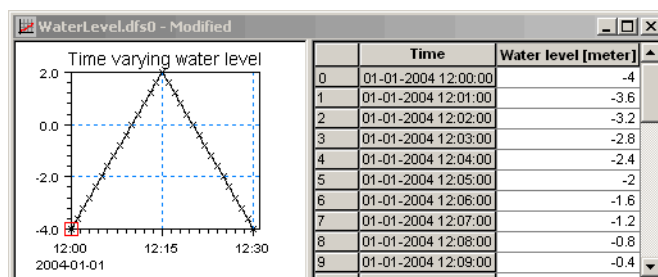 WaterLevel.dfs0 - Modified
Time varying water level
2.0
0.0
-2.0
-4.0
12:00 12:15 12:30
2004-01-01
Time Water level [meter]
0 01-01-2004 12:00:00 -4
1 01-01-2004 12:01:00 -3.6
2 01-01-2004 12:02:00 -3.2
3 01-01-2004 12:03:00 -2.8
4 01-01-2004 12:04:00 -2.4
5 01-01-2004 12:05:00 -2
6 01-01-2004 12:06:00 -1.6
7 01-01-2004 12:07:00 -1.2
8 01-01-2004 12:08:00 -0.8
9 01-01-2004 12:09:00 -0.4